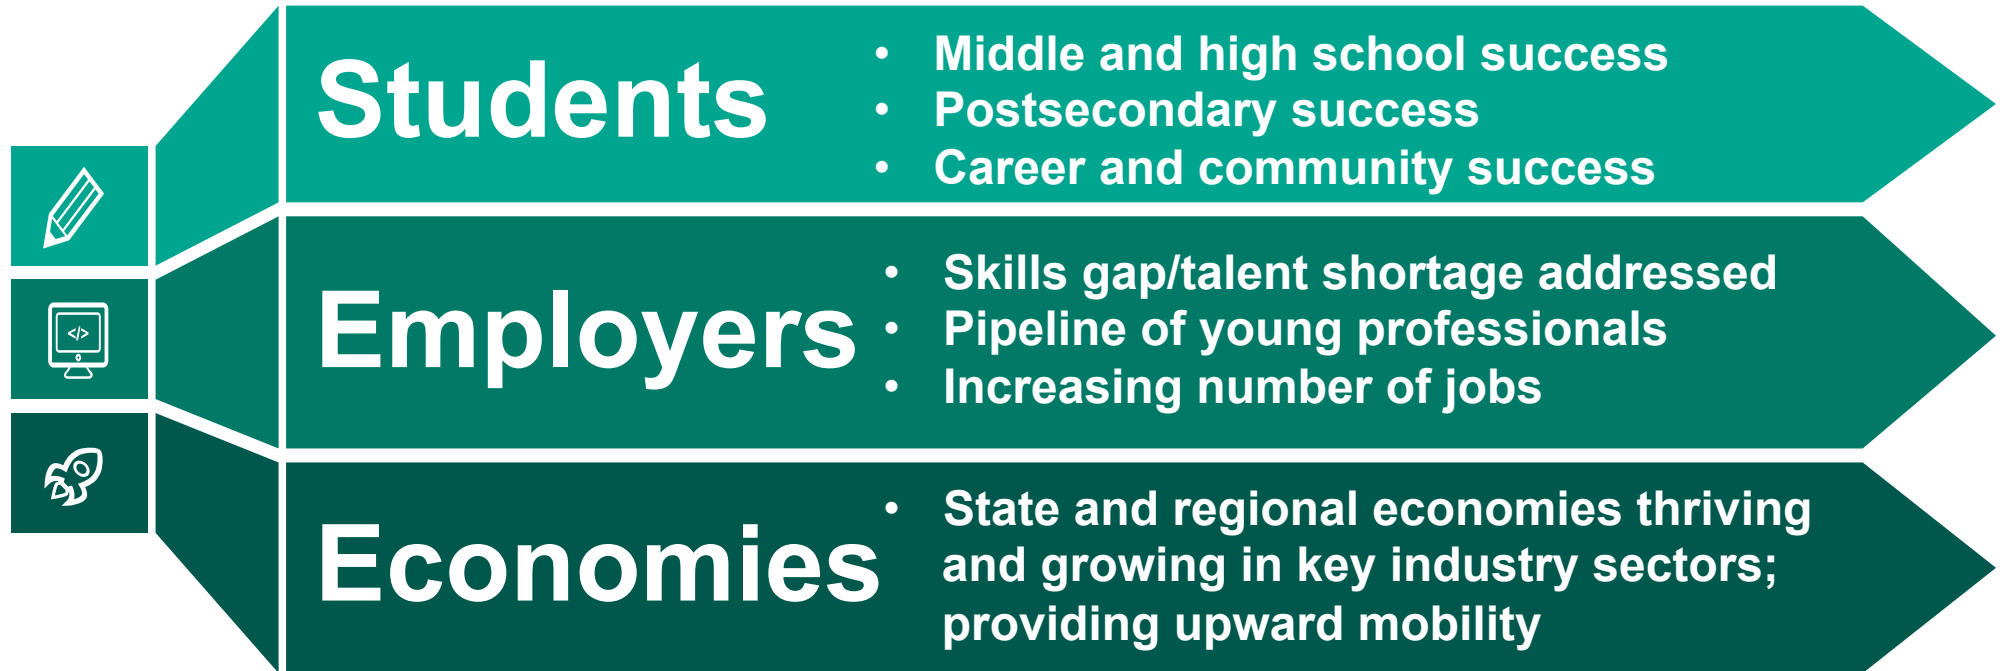 Students
• Middle and high school success
• Postsecondary success
• Career and community success
</>
Employers
• Skills gap/talent shortage addressed
• Pipeline of young professionals
• Increasing number of jobs
Economies
• State and regional economies thriving
and growing in key industry sectors;
providing upward mobility